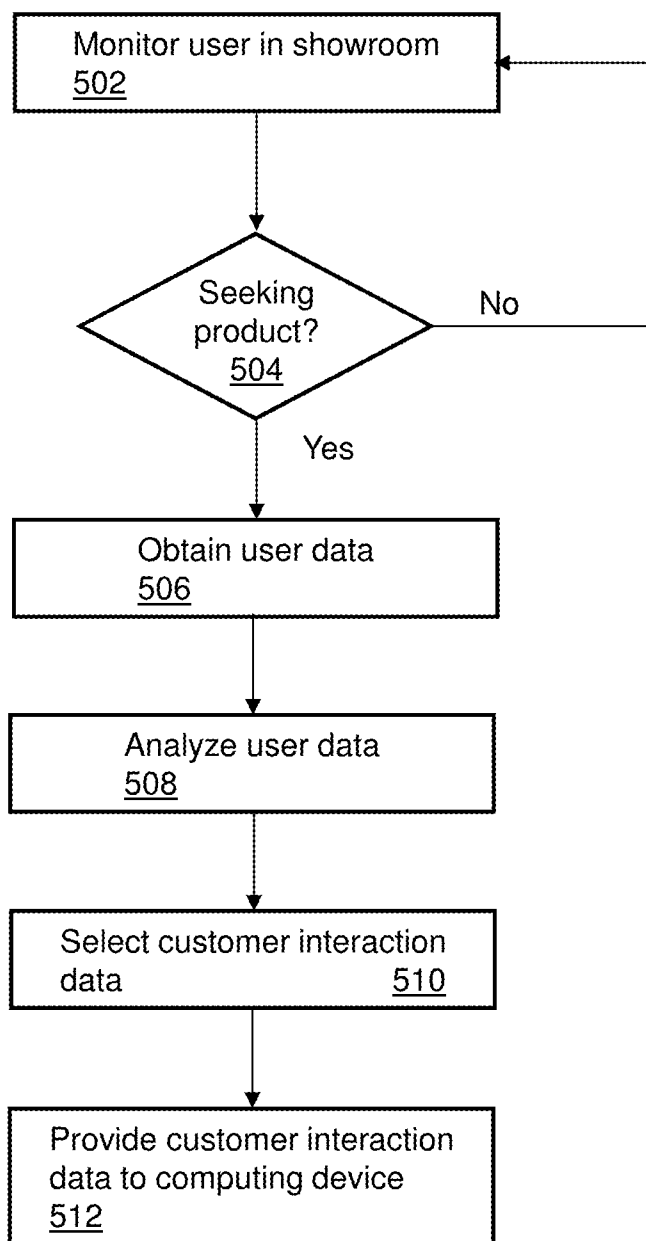 Monitor user in showroom
502
Seeking
product?
504
No
Yes
Obtain user data
506
Analyze user data
508
Select customer interaction
data 510
Provide customer interaction
data to computing device
512